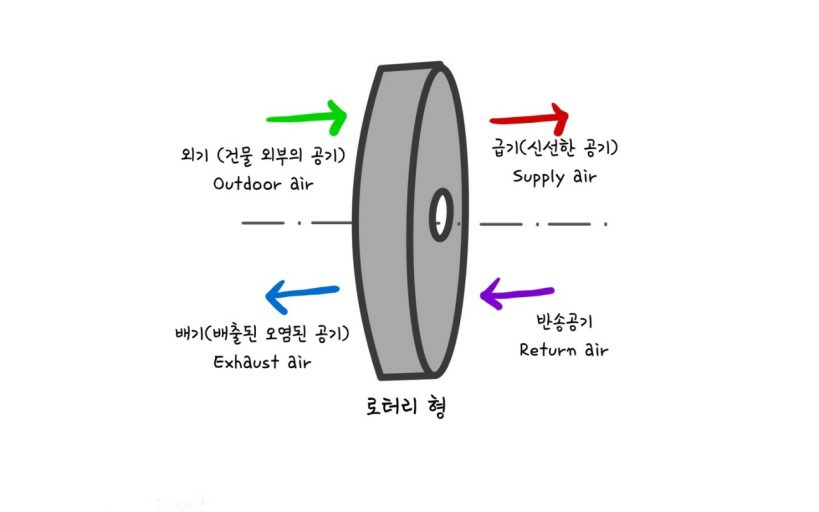 외기 (건물 외부의 공기)
Outdoor air
급기(신선한 공기)
Supply air
배기(배출된 오염된 공기)
Exhaust air
반송공기
Return air
로터리 형